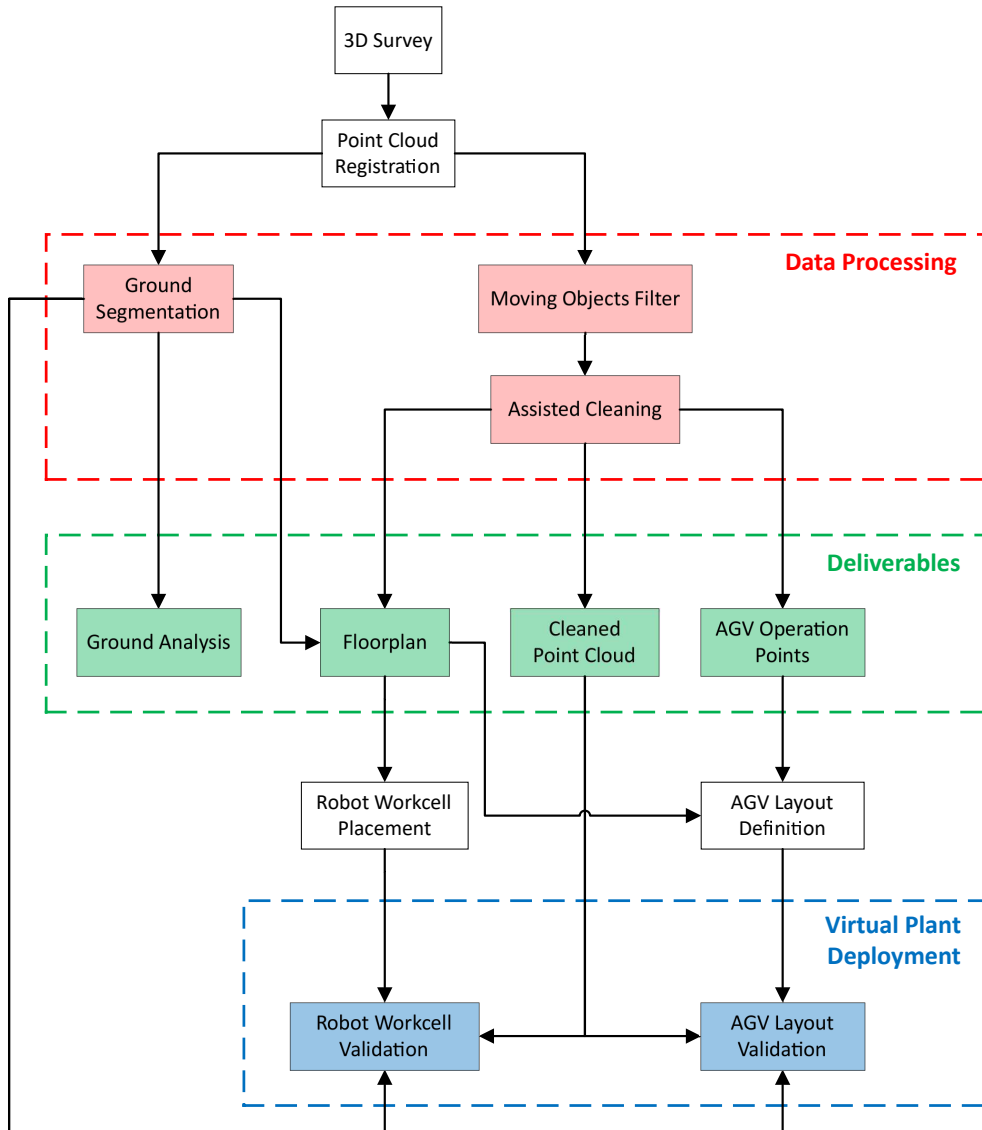 3D Survey
Point Cloud
Registration
Data Processing
Ground
Segmentation
Moving Objects Filter
Assisted Cleaning
Deliverables
Ground Analysis
Floorplan
Cleaned
Point Cloud
AGV Operation
Points
Robot Workcell
Placement
AGV Layout
Definition
Virtual Plant
Deployment
Robot Workcell
Validation
AGV Layout
Validation